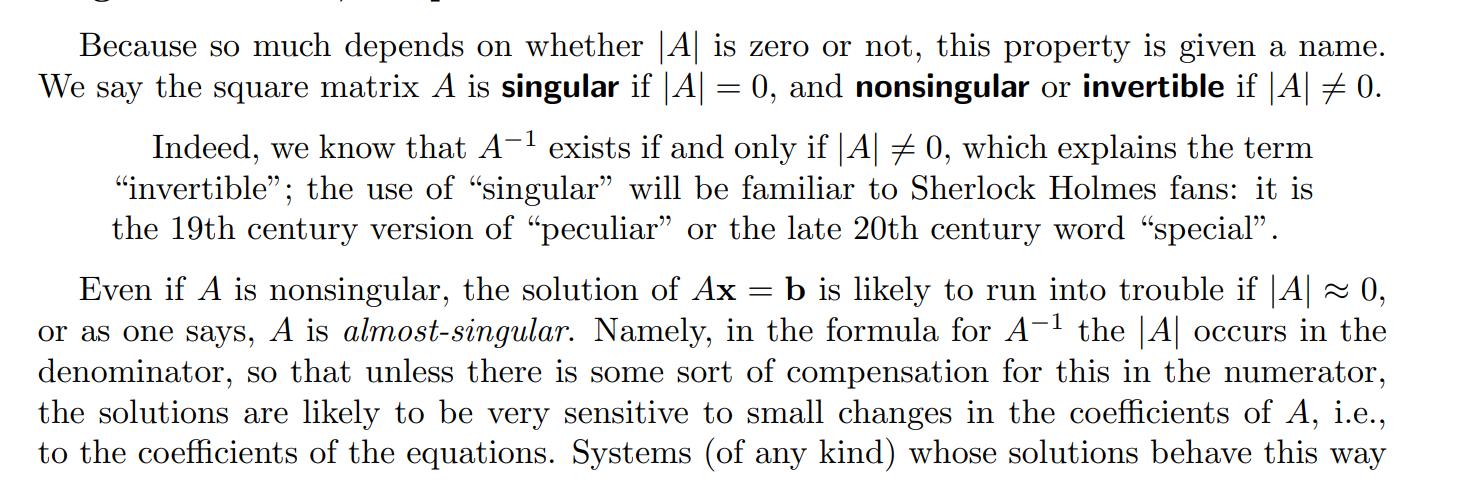 Because so much depends on whether |A| is zero or not, this property is given a name.
We say the square matrix A is singular if |A| = 0, and nonsingular or invertible if |A| ≠ 0.
Indeed, we know that A⁻¹ exists if and only if |A| ≠ 0, which explains the term
“invertible”; the use of “singular” will be familiar to Sherlock Holmes fans: it is
the 19th century version of “peculiar” or the late 20th century word “special”.
Even if A is nonsingular, the solution of Ax = b is likely to run into trouble if |A| ≈ 0,
or as one says, A is almost-singular. Namely, in the formula for A⁻¹ the |A| occurs in the
denominator, so that unless there is some sort of compensation for this in the numerator,
the solutions are likely to be very sensitive to small changes in the coefficients of A, i.e.,
to the coefficients of the equations. Systems (of any kind) whose solutions behave this way